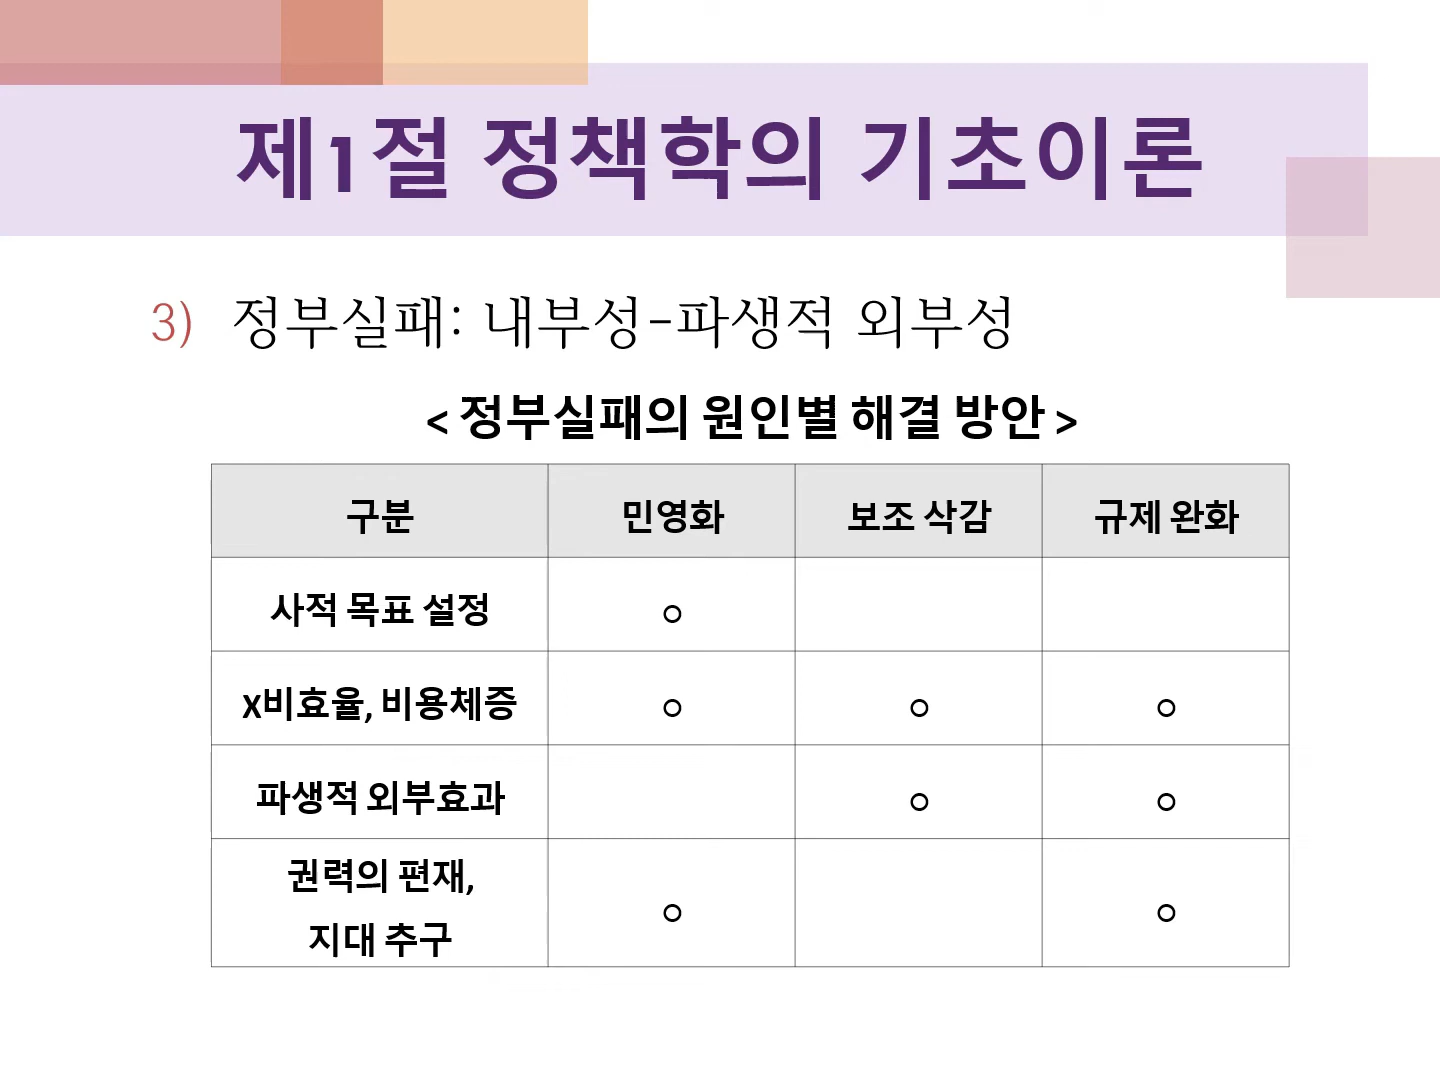 제1절 정책학의 기초이론
3) 정부실패: 내부성-파생적 외부성
< 정부실패의 원인별 해결 방안 >
구분 민영화 보조 삭감 규제 완화
사적 목표 설정 ○
X비효율, 비용체증 ○ ○ ○
파생적 외부효과 ○ ○
권력의 편재,
지대 추구 ○ ○